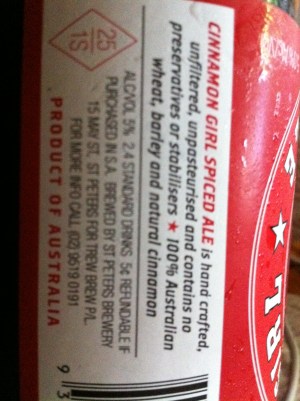 CINNAMON GIRL SPICED ALE is hand crafted,
unfiltered, unpasteurised and contains no
preservatives or stabilisers ★ 100% Australian
wheat, barley and natural cinnamon
25
1S
ALC/VOL 5% 2.4 STANDARD DRINKS 5¢ REFUNDABLE IF
PURCHASED IN S.A. BREWED BY ST PETERS BREWERY
15 MAY ST, ST PETERS FOR TREW BREW P/L
FOR MORE INFO CALL (02) 9519 0191
PRODUCT OF AUSTRALIA
9 3